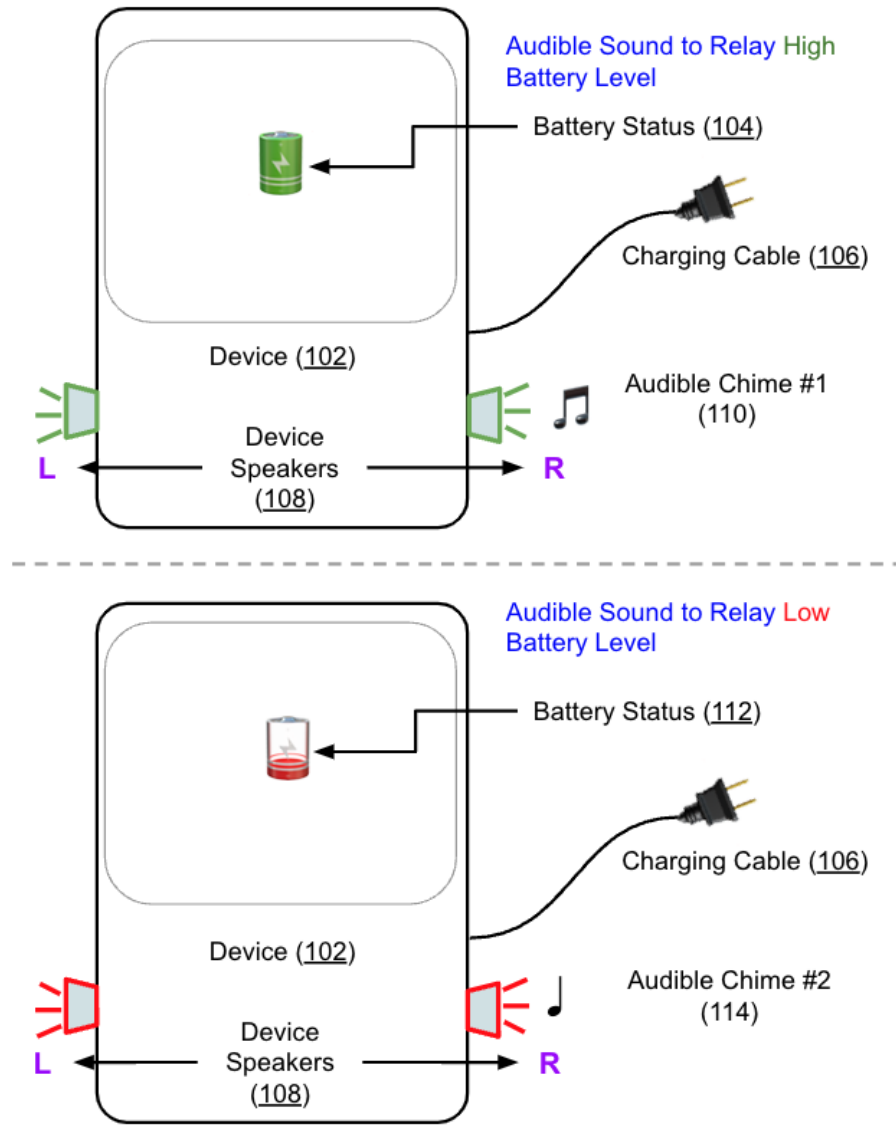 Audible Sound to Relay High
Battery Level
Battery Status (104)
Charging Cable (106)
Device (102)
Audible Chime #1
(110)
Device
Speakers
(108)
L
R
Audible Sound to Relay Low
Battery Level
Battery Status (112)
Charging Cable (106)
Device (102)
Audible Chime #2
(114)
Device
Speakers
(108)
L
R